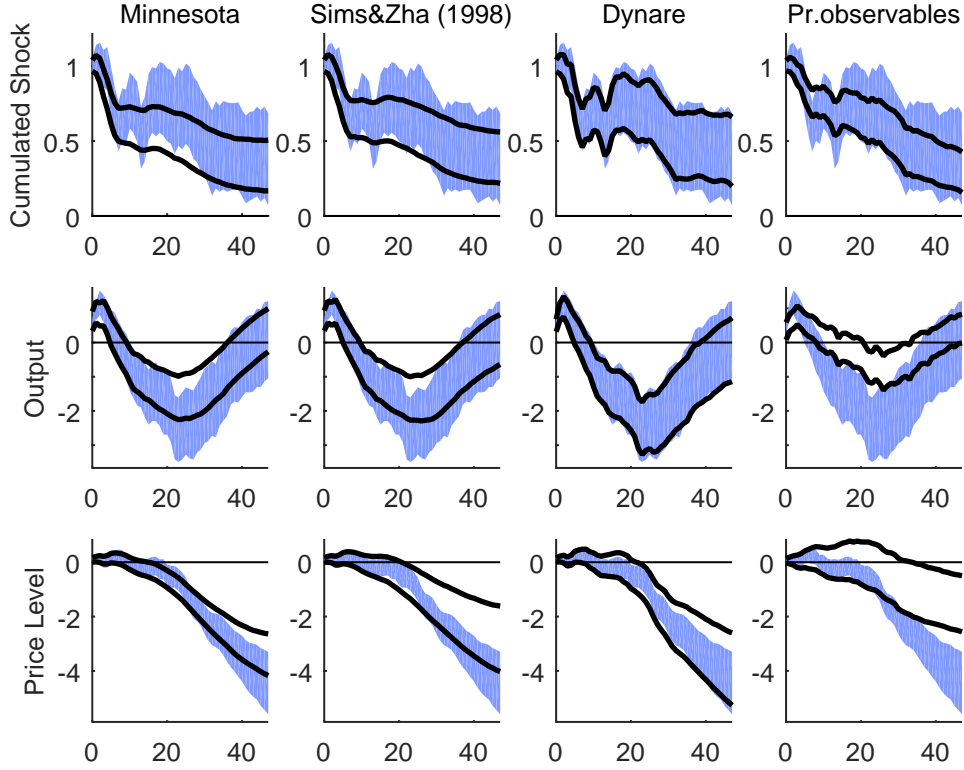 Minnesota Sims&Zha (1998) Dynare Pr.observables
Cumulated Shock
1 1 1 1
0.5 0.5 0.5 0.5
0 0 0 0
0 20 40 0 20 40 0 20 40 0 20 40
Output
0 0 0 0
-2 -2 -2 -2
0 20 40 0 20 40 0 20 40 0 20 40
Price Level
0 0 0 0
-2 -2 -2 -2
-4 -4 -4 -4
0 20 40 0 20 40 0 20 40 0 20 40